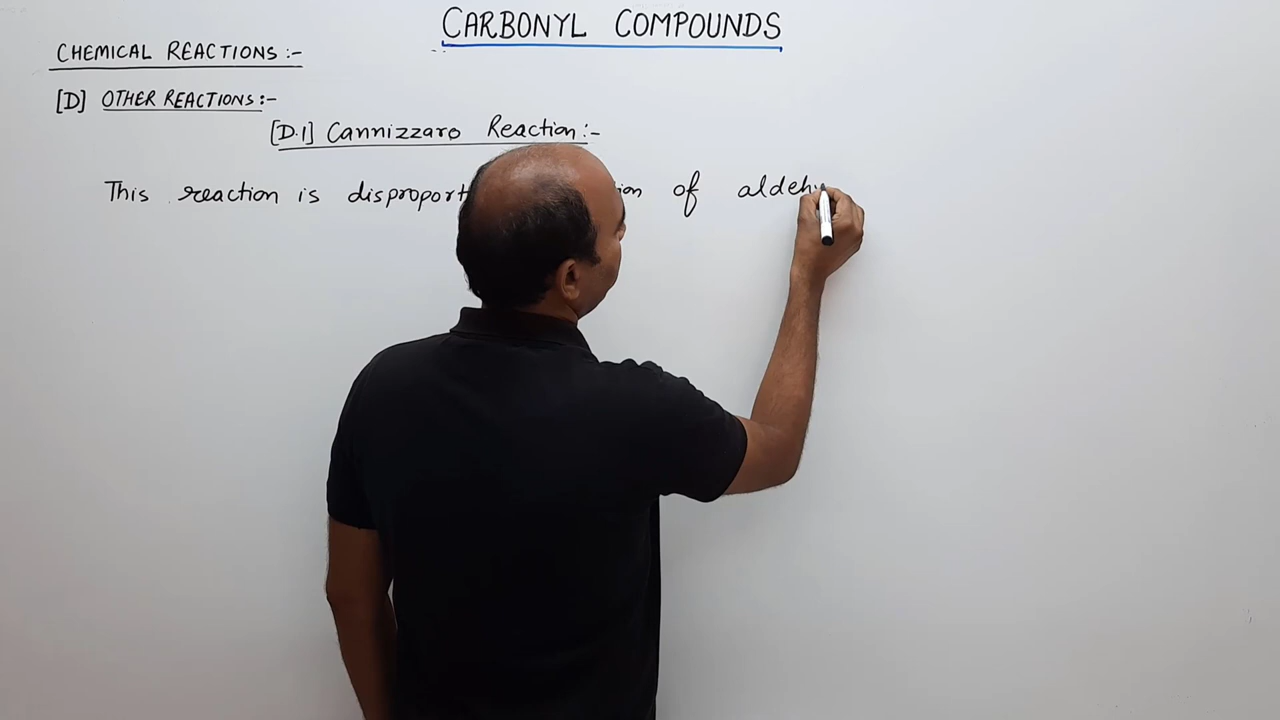 CARBONYL COMPOUNDS
CHEMICAL REACTIONS :-
[D] OTHER REACTIONS :-
[D.1] Cannizzaro Reaction :-
This reaction is of